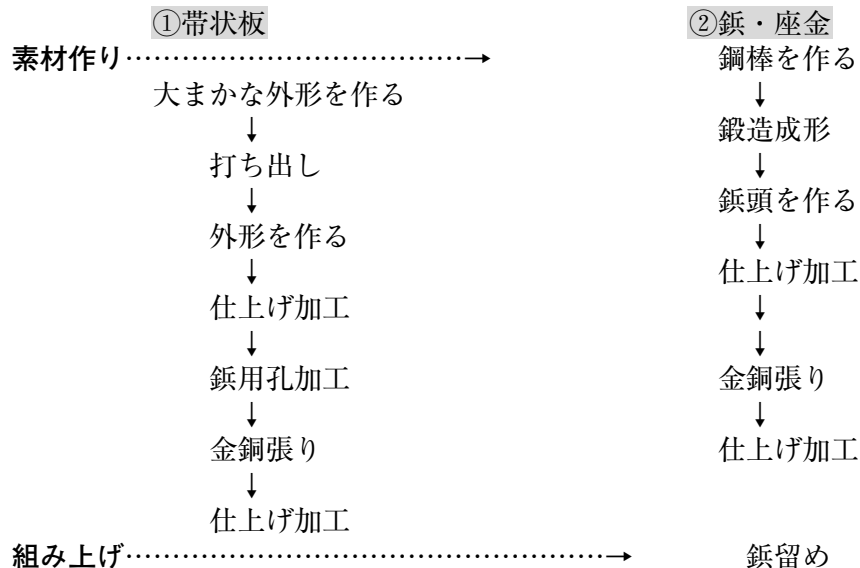 ①帯状板 ②鋲・座金
素材作り……………………………→ 鋼棒を作る
大まかな外形を作る ↓
↓ 鍛造成形
打ち出し ↓
↓ 鋲頭を作る
外形を作る ↓
↓ 仕上げ加工
仕上げ加工 ↓
↓ ↓
鋲用孔加工 金銅張り
↓ ↓
金銅張り 仕上げ加工
↓
仕上げ加工
組み上げ…………………………………………→ 鋲留め